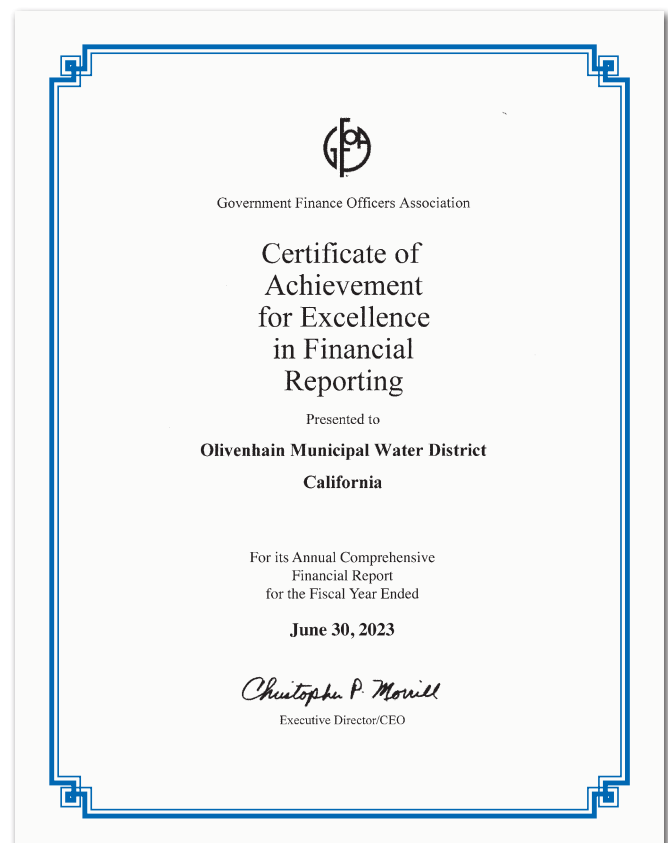 GFOA
Government Finance Officers Association
Certificate of
Achievement
for Excellence
in Financial
Reporting
Presented to
Olivenhain Municipal Water District
California
For its Annual Comprehensive
Financial Report
for the Fiscal Year Ended
June 30, 2023
Christopher P. Morrill
Executive Director/CEO